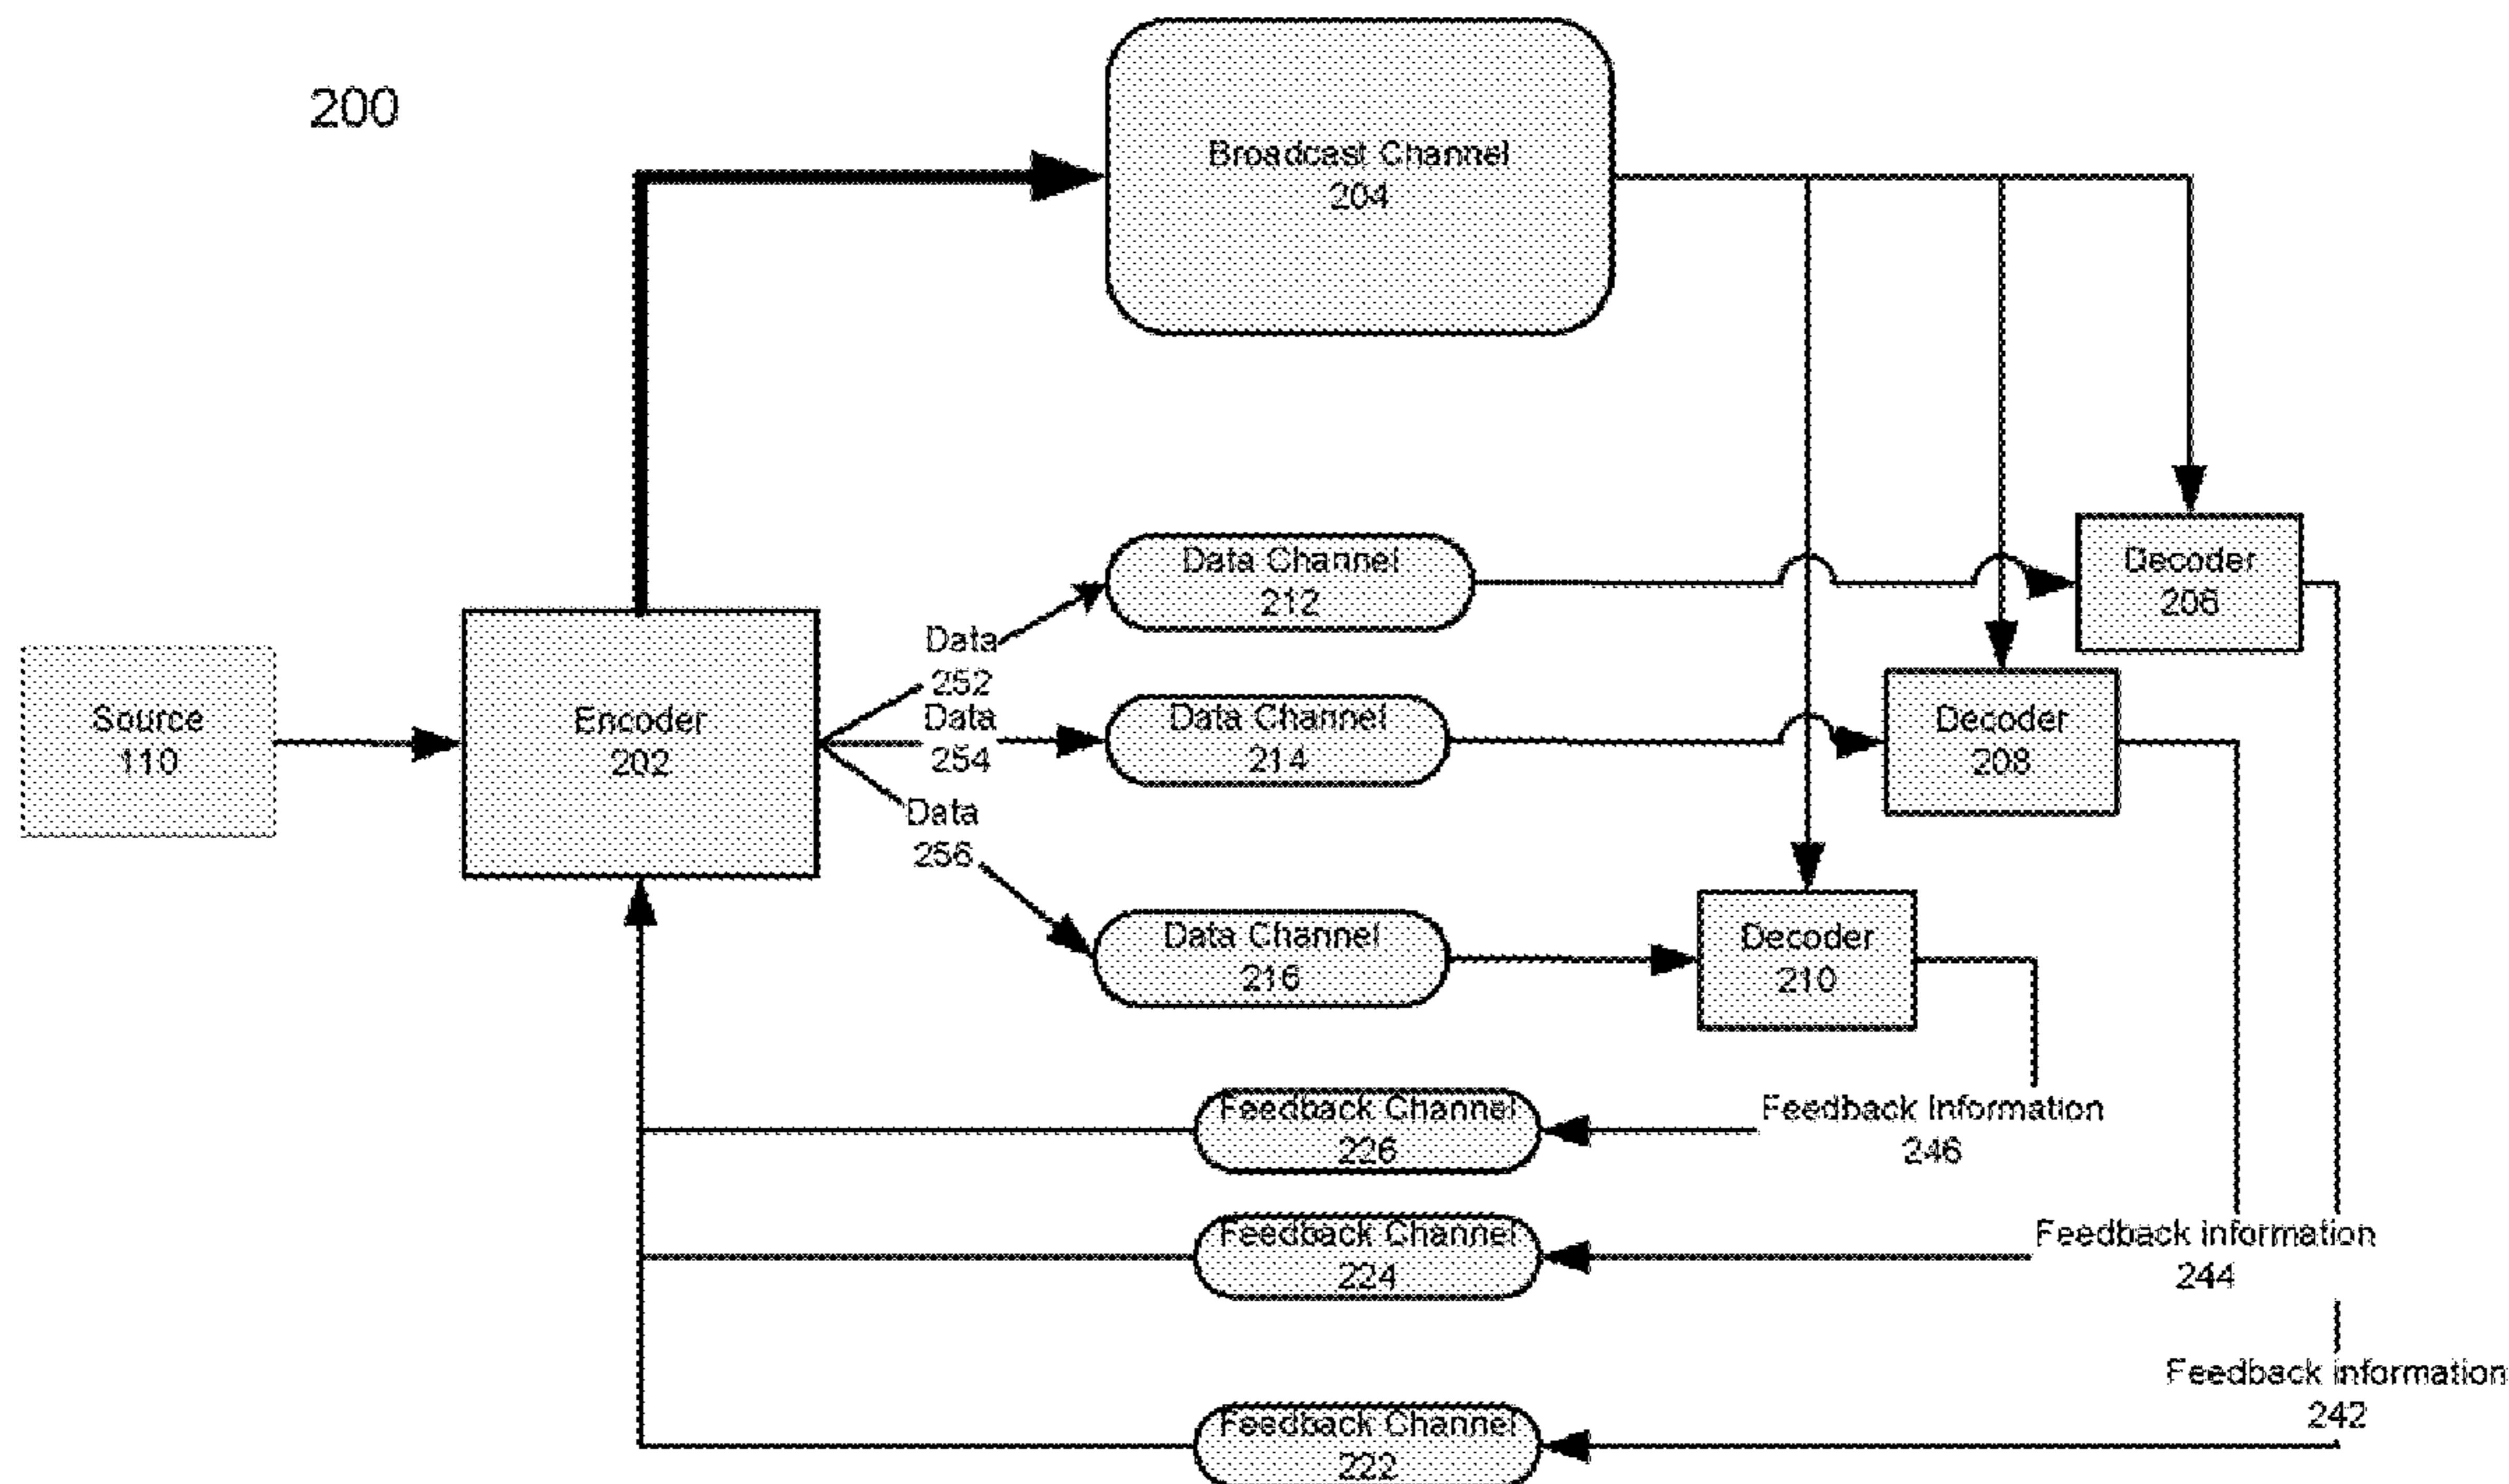 200
Broadcast Channel
204
Data Channel
212
Decoder
206
Data
252
Source
110
Encoder
202
Data
254
Data Channel
214
Decoder
208
Data
256
Data Channel
216
Decoder
210
Feedback Channel
226
Feedback Information
246
Feedback Channel
224
Feedback information
244
Feedback Channel
222
Feedback information
242